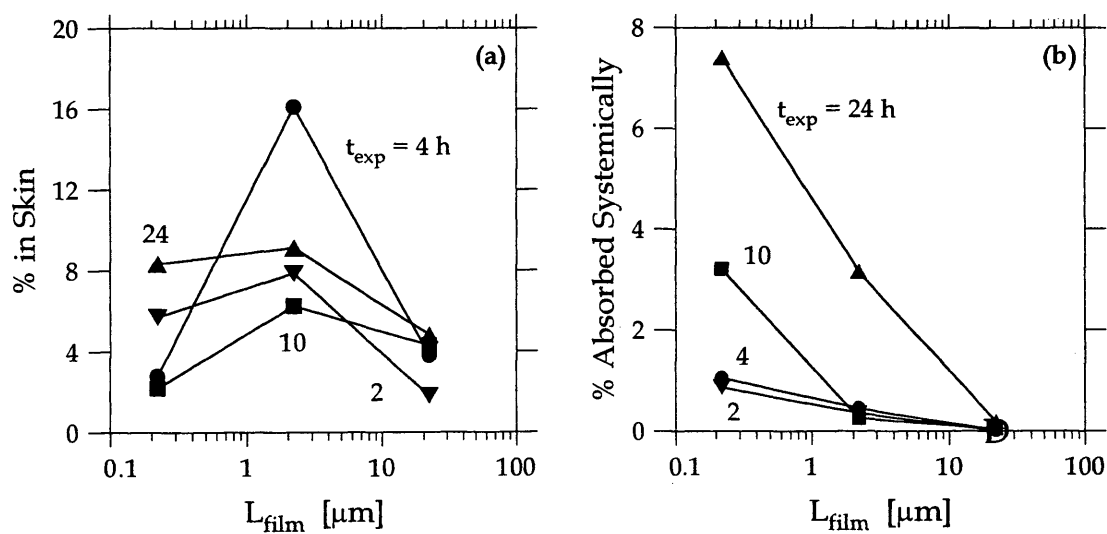 (a)
20
16
12
8
4
0
% in Skin
t_exp = 4 h
24
10
2
0.1 1 10 100
L_film [µm]
(b)
8
6
4
2
0
% Absorbed Systemically
t_exp = 24 h
10
4
2
0.1 1 10 100
L_film [µm]